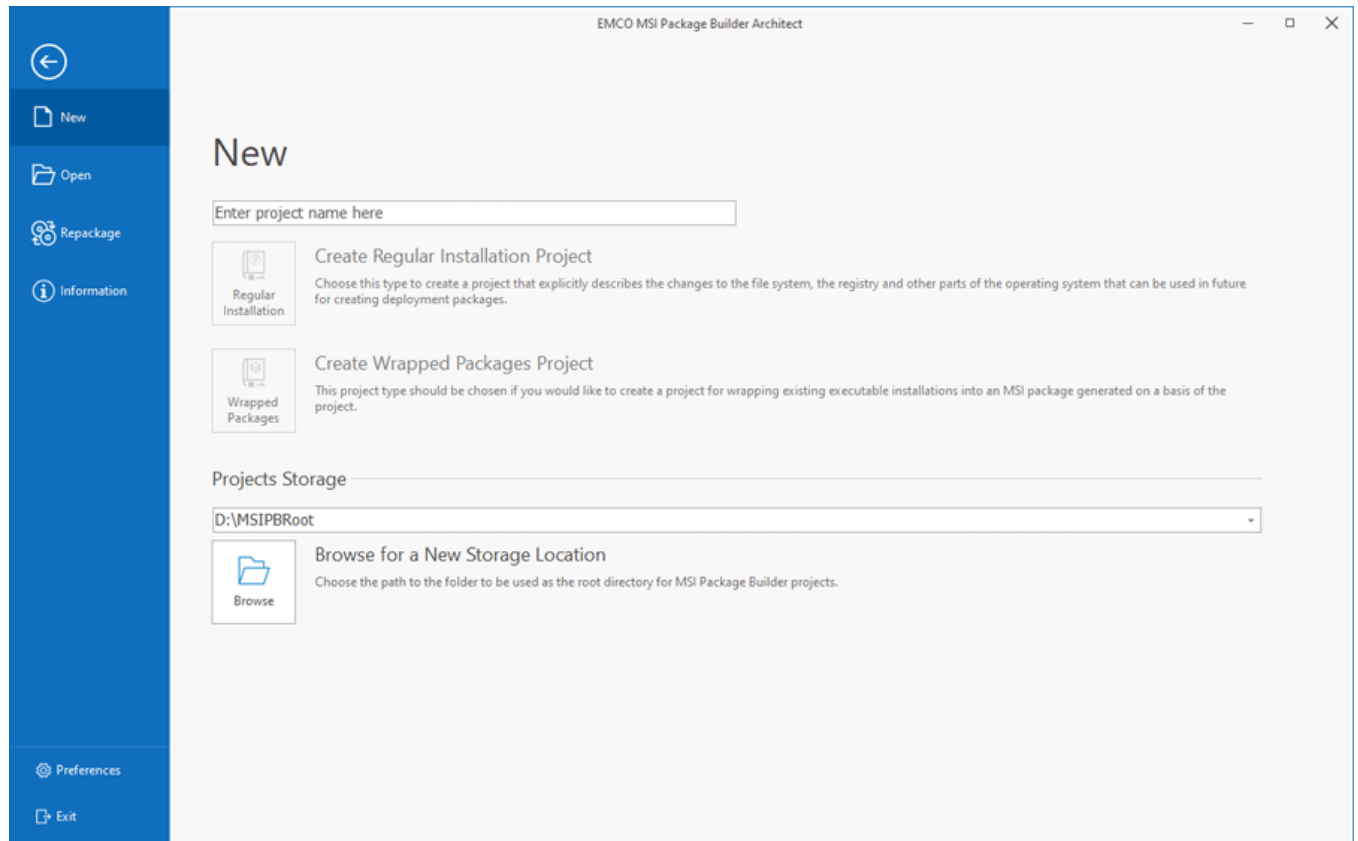 EMCO MSI Package Builder Architect
New
Open
Repackage
Information
Preferences
Exit
New
Enter project name here
Regular
Installation
Create Regular Installation Project
Choose this type to create a project that explicitly describes the changes to the file system, the registry and other parts of the operating system that can be used in future
for creating deployment packages.
Wrapped
Packages
Create Wrapped Packages Project
This project type should be chosen if you would like to create a project for wrapping existing executable installations into an MSI package generated on a basis of the
project.
Projects Storage
D:\MSIPBRoot
Browse
Browse for a New Storage Location
Choose the path to the folder to be used as the root directory for MSI Package Builder projects.